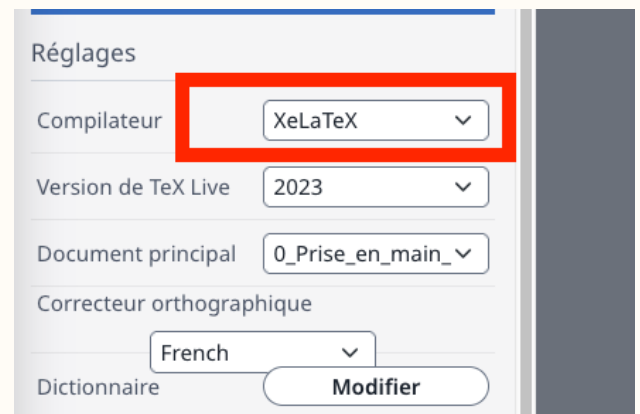 Réglages
Compilateur XeLaTeX
Version de TeX Live 2023
Document principal 0_Prise_en_main_
Correcteur orthographique
French
Dictionnaire Modifier